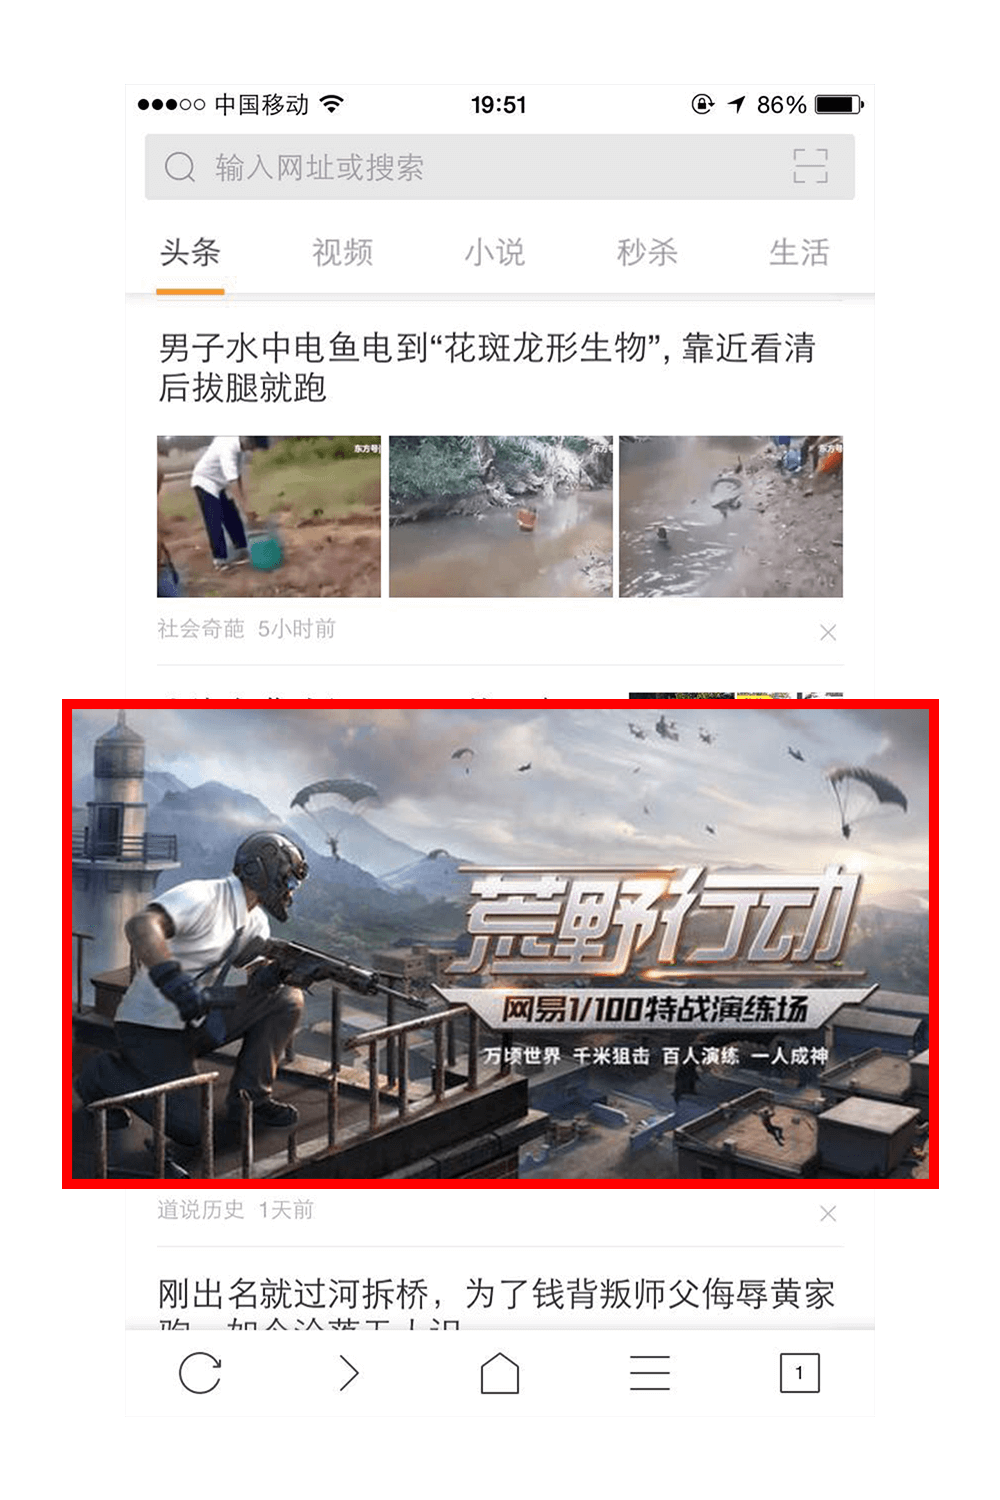 中国移动
19:51
86%
输入网址或搜索
头条 视频 小说 秒杀 生活
男子水中电鱼电到“花斑龙形生物”, 靠近看清
后拔腿就跑
东方号 东方号 东方号
社会奇葩 5小时前
荒野行动
网易1/100特战演练场
万顷世界 千米狙击 百人演练 一人成神
道说历史 1天前
刚出名就过河拆桥，为了钱背叛师父侮辱黄家
1